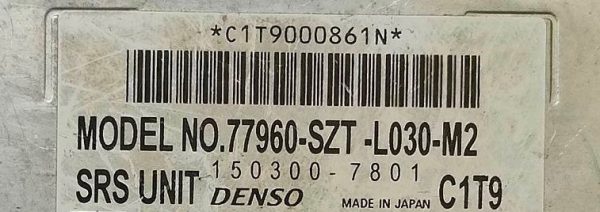 *C1T9000861N*
MODEL NO.77960-SZT -L030-M2
SRS UNIT 150300-7801 DENSO MADE IN JAPAN C1T9